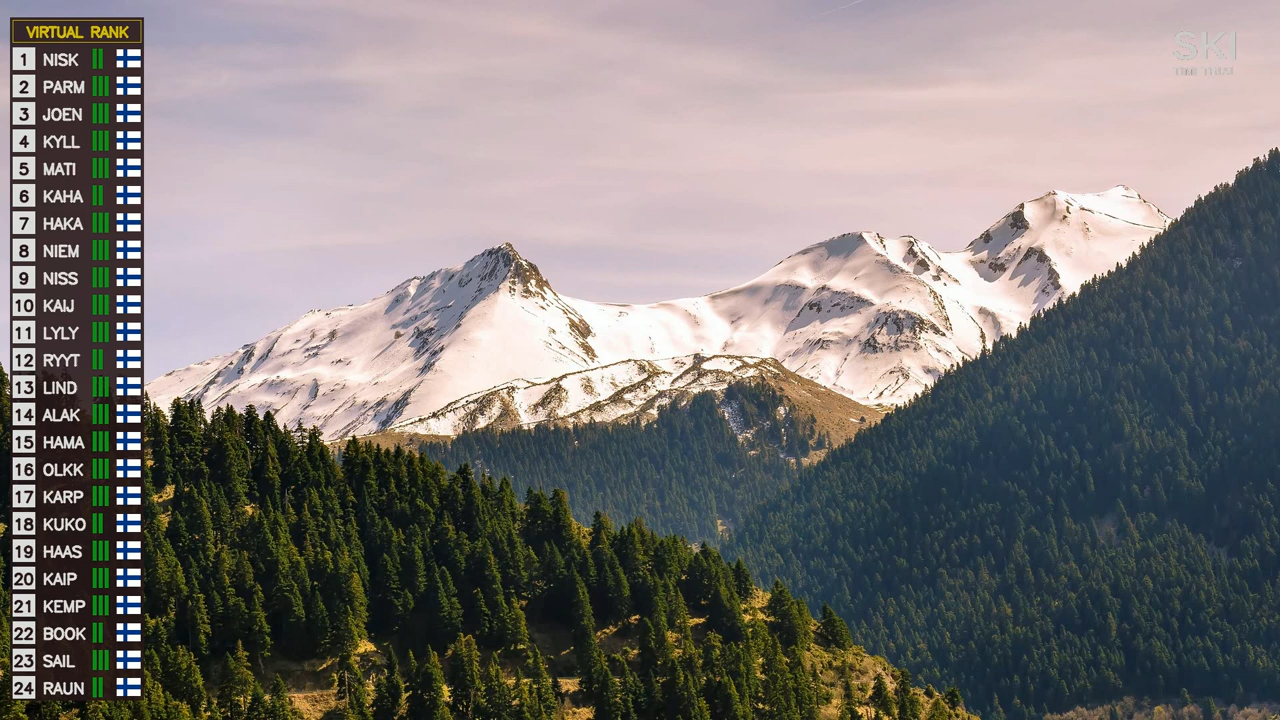 VIRTUAL RANK
1 NISK
2 PARM
3 JOEN
4 KYLL
5 MATI
6 KAHA
7 HAKA
8 NIEM
9 NISS
10 KAIJ
11 LYLY
12 RYYT
13 LIND
14 ALAK
15 HAMA
16 OLKK
17 KARP
18 KUKO
19 HAAS
20 KAIP
21 KEMP
22 BOOK
23 SAIL
24 RAUN
SKI
TIME TRIAL